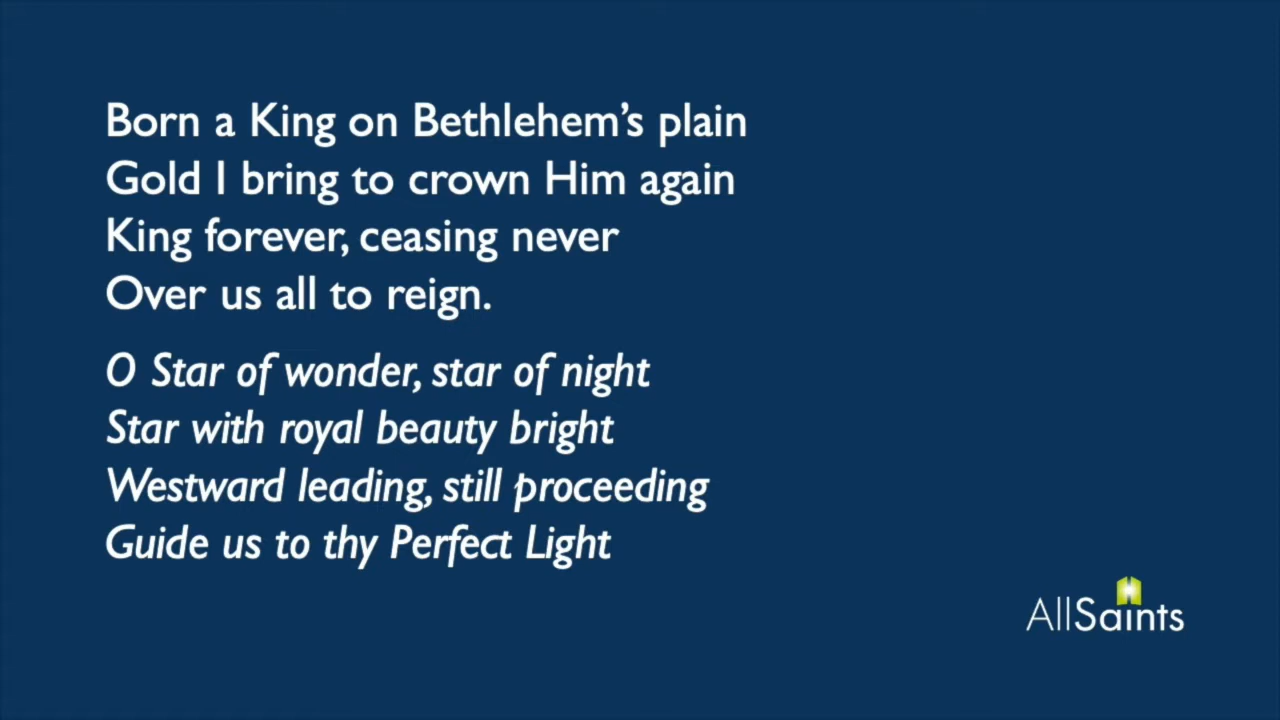 Born a King on Bethlehem’s plain
Gold I bring to crown Him again
King forever, ceasing never
Over us all to reign.
O Star of wonder, star of night
Star with royal beauty bright
Westward leading, still proceeding
Guide us to thy Perfect Light
AllSaints